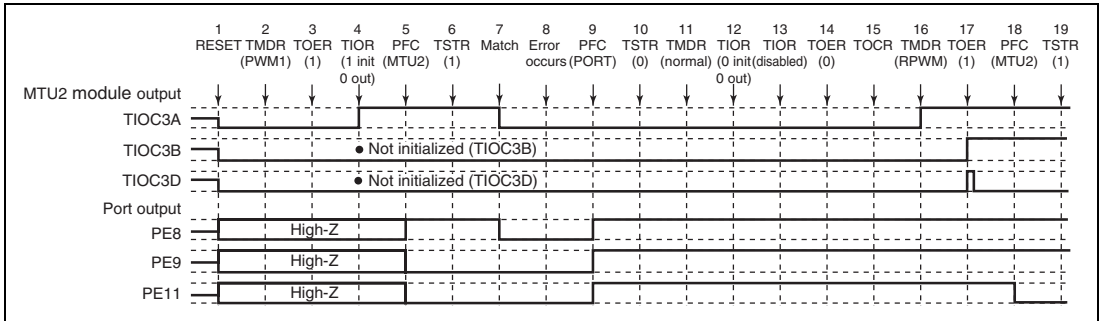 1 2 3 4 5 6 7 8 9 10 11 12 13 14 15 16 17 18 19
RESET TMDR TOER TIOR PFC TSTR Match Error PFC TSTR TMDR TIOR TIOR TOER TOCR TMDR TOER PFC TSTR
(PWM1) (1) (1 init (MTU2) (1) occurs (PORT) (0) (normal) (0 init (disabled) (0) (RPWM) (1) (MTU2) (1)
0 out) 0 out)
MTU2 module output
TIOC3A
TIOC3B • Not initialized (TIOC3B)
TIOC3D • Not initialized (TIOC3D)
Port output
PE8 High-Z
PE9 High-Z
PE11 High-Z